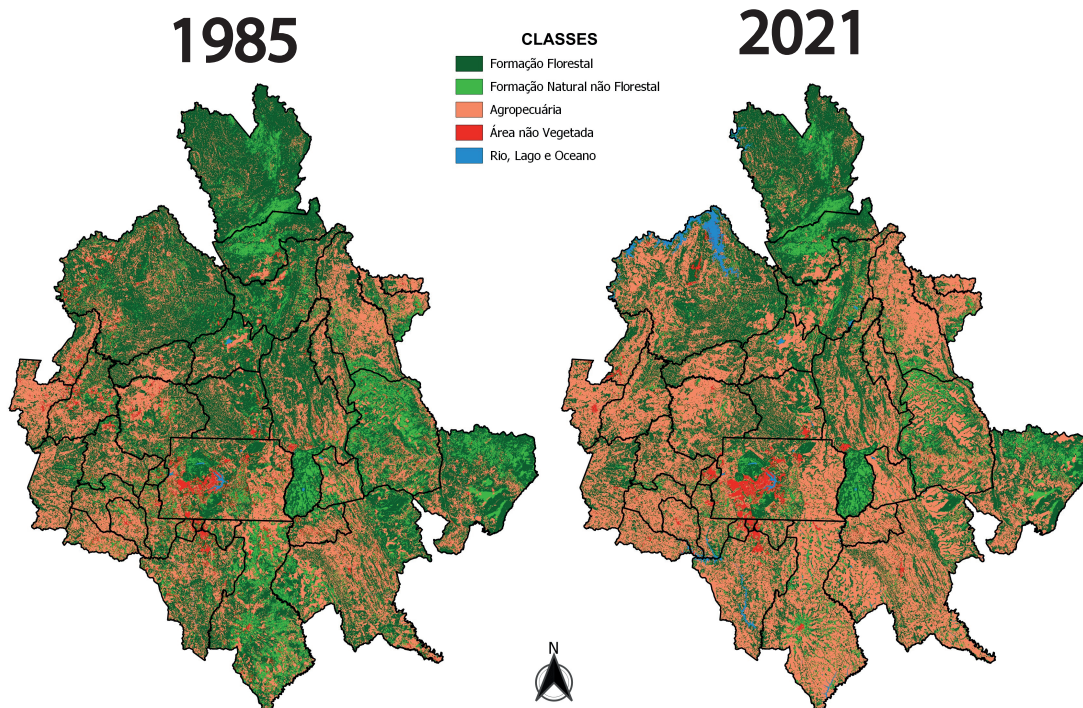 1985
2021
CLASSES
Formação Florestal
Formação Natural não Florestal
Agropecuária
Área não Vegetada
Rio, Lago e Oceano
N